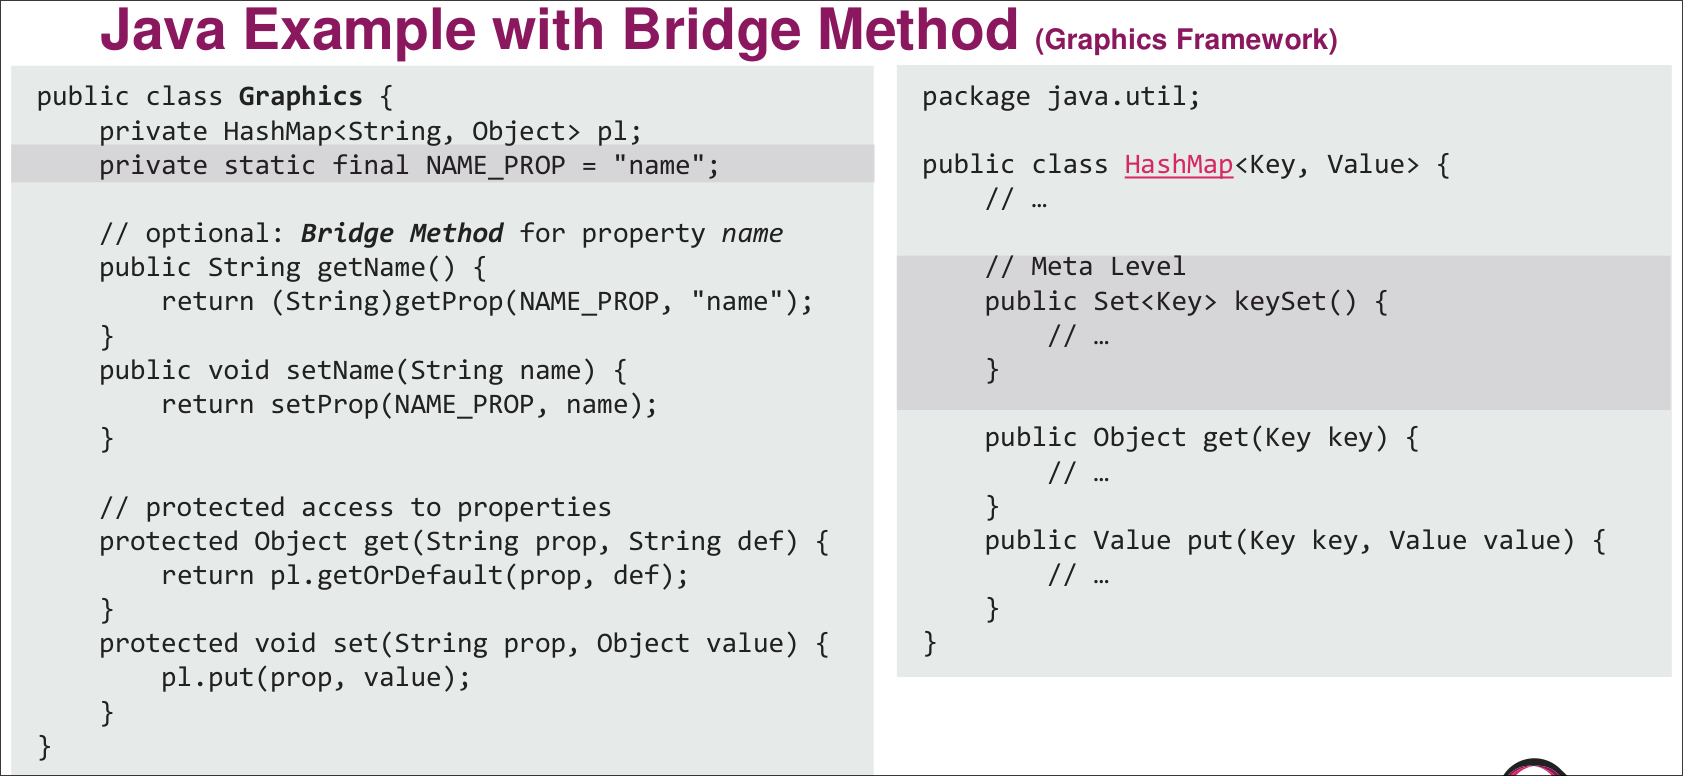 Java Example with Bridge Method (Graphics Framework)
public class Graphics {
    private HashMap<String, Object> pl;
    private static final NAME_PROP = "name";
    // optional: Bridge Method for property name
    public String getName() {
        return (String)getProp(NAME_PROP, "name");
    }
    public void setName(String name) {
        return setProp(NAME_PROP, name);
    }
    // protected access to properties
    protected Object get(String prop, String def) {
        return pl.getOrDefault(prop, def);
    }
    protected void set(String prop, Object value) {
        pl.put(prop, value);
    }
}
package java.util;
public class HashMap<Key, Value> {
    // …
    // Meta Level
    public Set<Key> keySet() {
        // …
    }
    public Object get(Key key) {
        // …
    }
    public Value put(Key key, Value value) {
        // …
    }
}